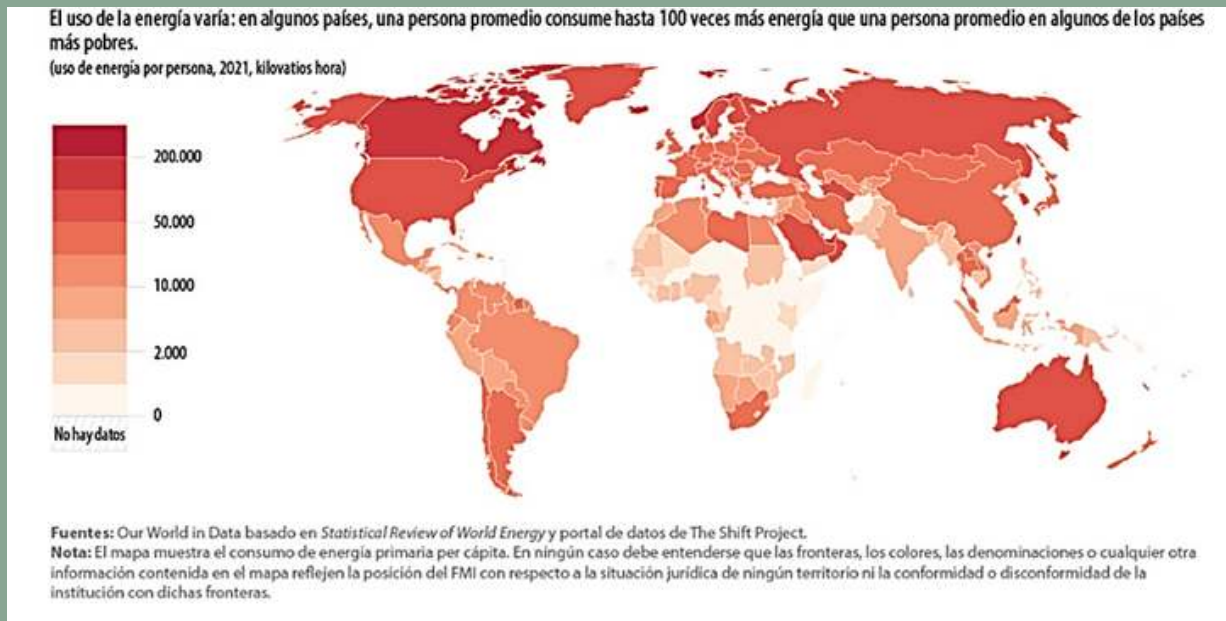 El uso de la energía varía: en algunos países, una persona promedio consume hasta 100 veces más energía que una persona promedio en algunos de los países
más pobres.
(uso de energía por persona, 2021, kilovatios hora)
200.000
50.000
10.000
2.000
0
No hay datos
Fuentes: Our World in Data basado en Statistical Review of World Energy y portal de datos de The Shift Project.
Nota: El mapa muestra el consumo de energía primaria per cápita. En ningún caso debe entenderse que las fronteras, los colores, las denominaciones o cualquier otra
información contenida en el mapa reflejen la posición del FMI con respecto a la situación jurídica de ningún territorio ni la conformidad o disconformidad de la
institución con dichas fronteras.